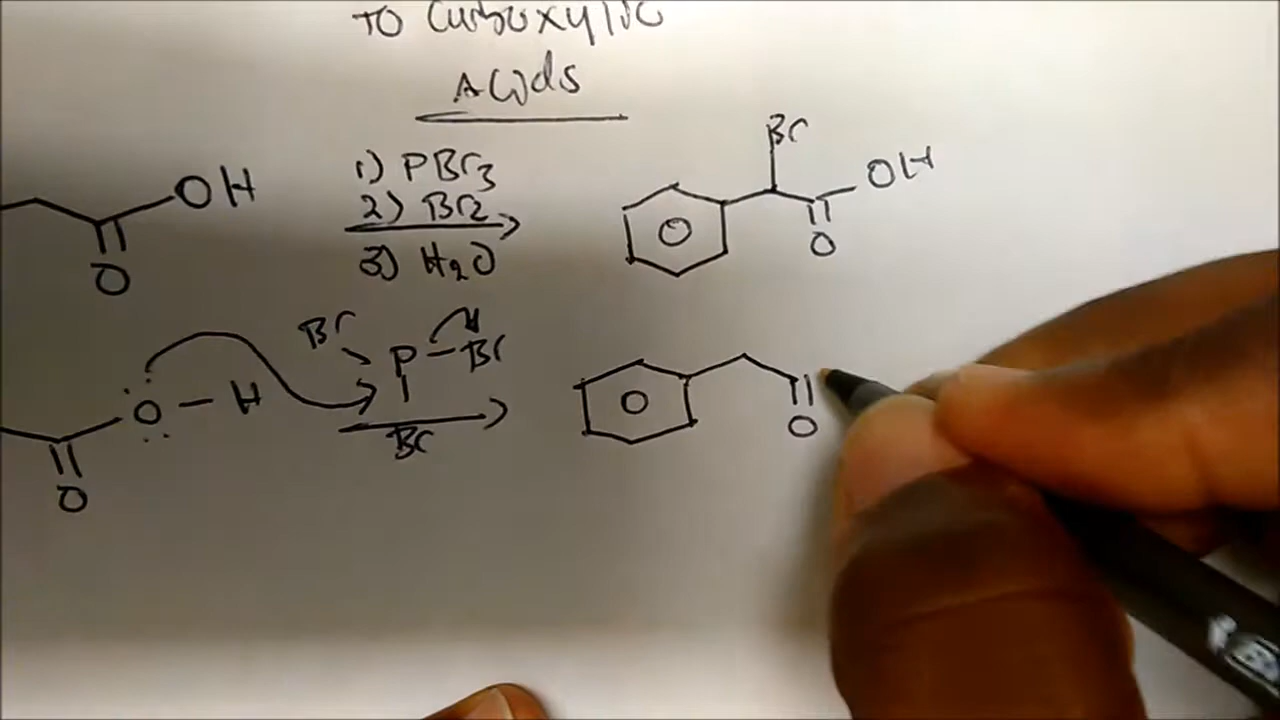 TO Carboxylic
Acids
OH
O
1) PBr3
2) Br2
3) H2O
Br
OH
O
O
O – H
O
Br
P – Br
Br
O
O